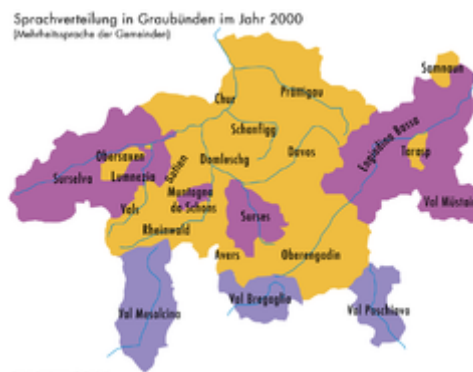 Sprachverteilung in Graubünden im Jahr 2000
(Mehrheitssprache der Gemeinden)
Samnaun
Chur
Prättigau
Schanfigg
Engiadina Bassa
Obersaxen
Safien
Domleschg
Davos
Tarasp
Surselva
Lumnezia
Val Müstair
Vals
Muntogna
da Schons
Surses
Rheinwald
Avers
Oberengadin
Val Mesolcina
Val Bregaglia
Val Poschiavo